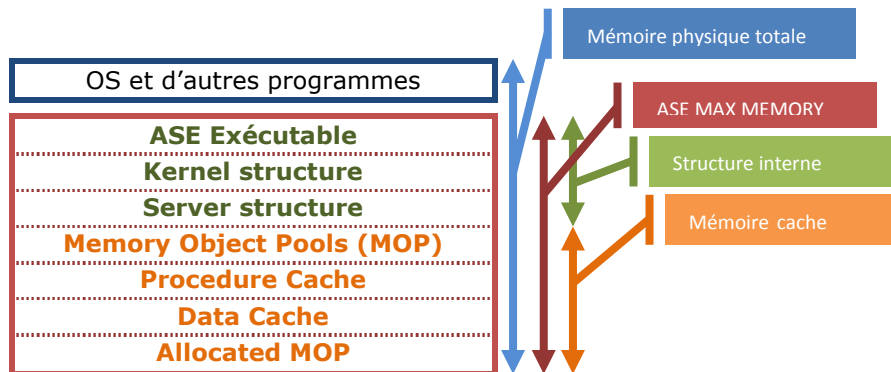 Mémoire physique totale
OS et d’autres programmes
ASE MAX MEMORY
ASE Exécutable
Structure interne
Kernel structure
Server structure
Mémoire cache
Memory Object Pools (MOP)
Procedure Cache
Data Cache
Allocated MOP